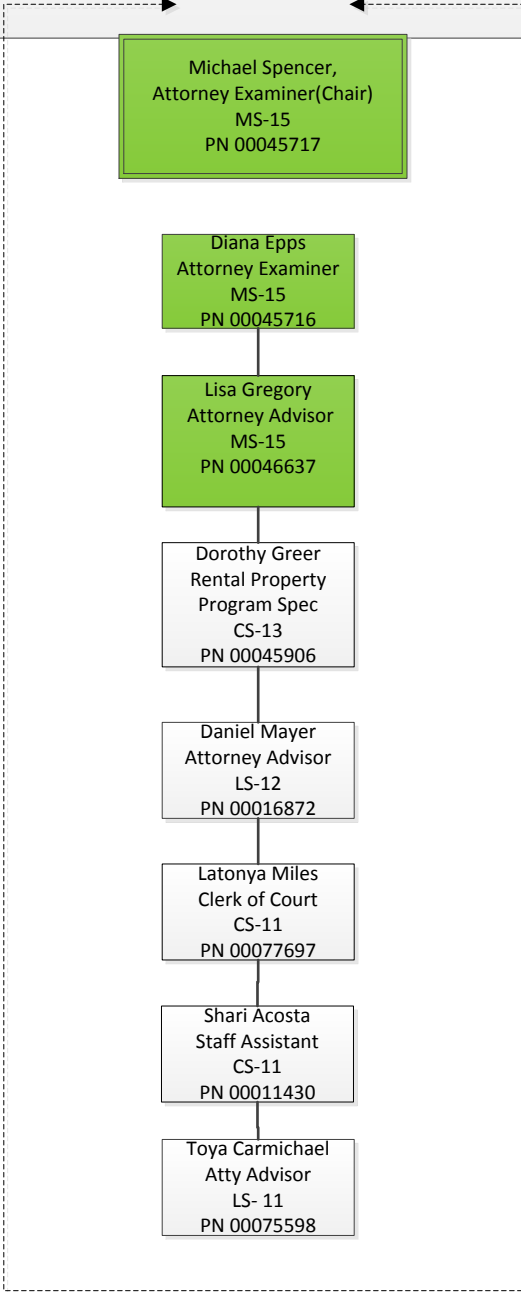 Michael Spencer,
Attorney Examiner(Chair)
MS-15
PN 00045717
Diana Epps
Attorney Examiner
MS-15
PN 00045716
Lisa Gregory
Attorney Advisor
MS-15
PN 00046637
Dorothy Greer
Rental Property
Program Spec
CS-13
PN 00045906
Daniel Mayer
Attorney Advisor
LS-12
PN 00016872
Latonya Miles
Clerk of Court
CS-11
PN 00077697
Shari Acosta
Staff Assistant
CS-11
PN 00011430
Toya Carmichael
Atty Advisor
LS- 11
PN 00075598